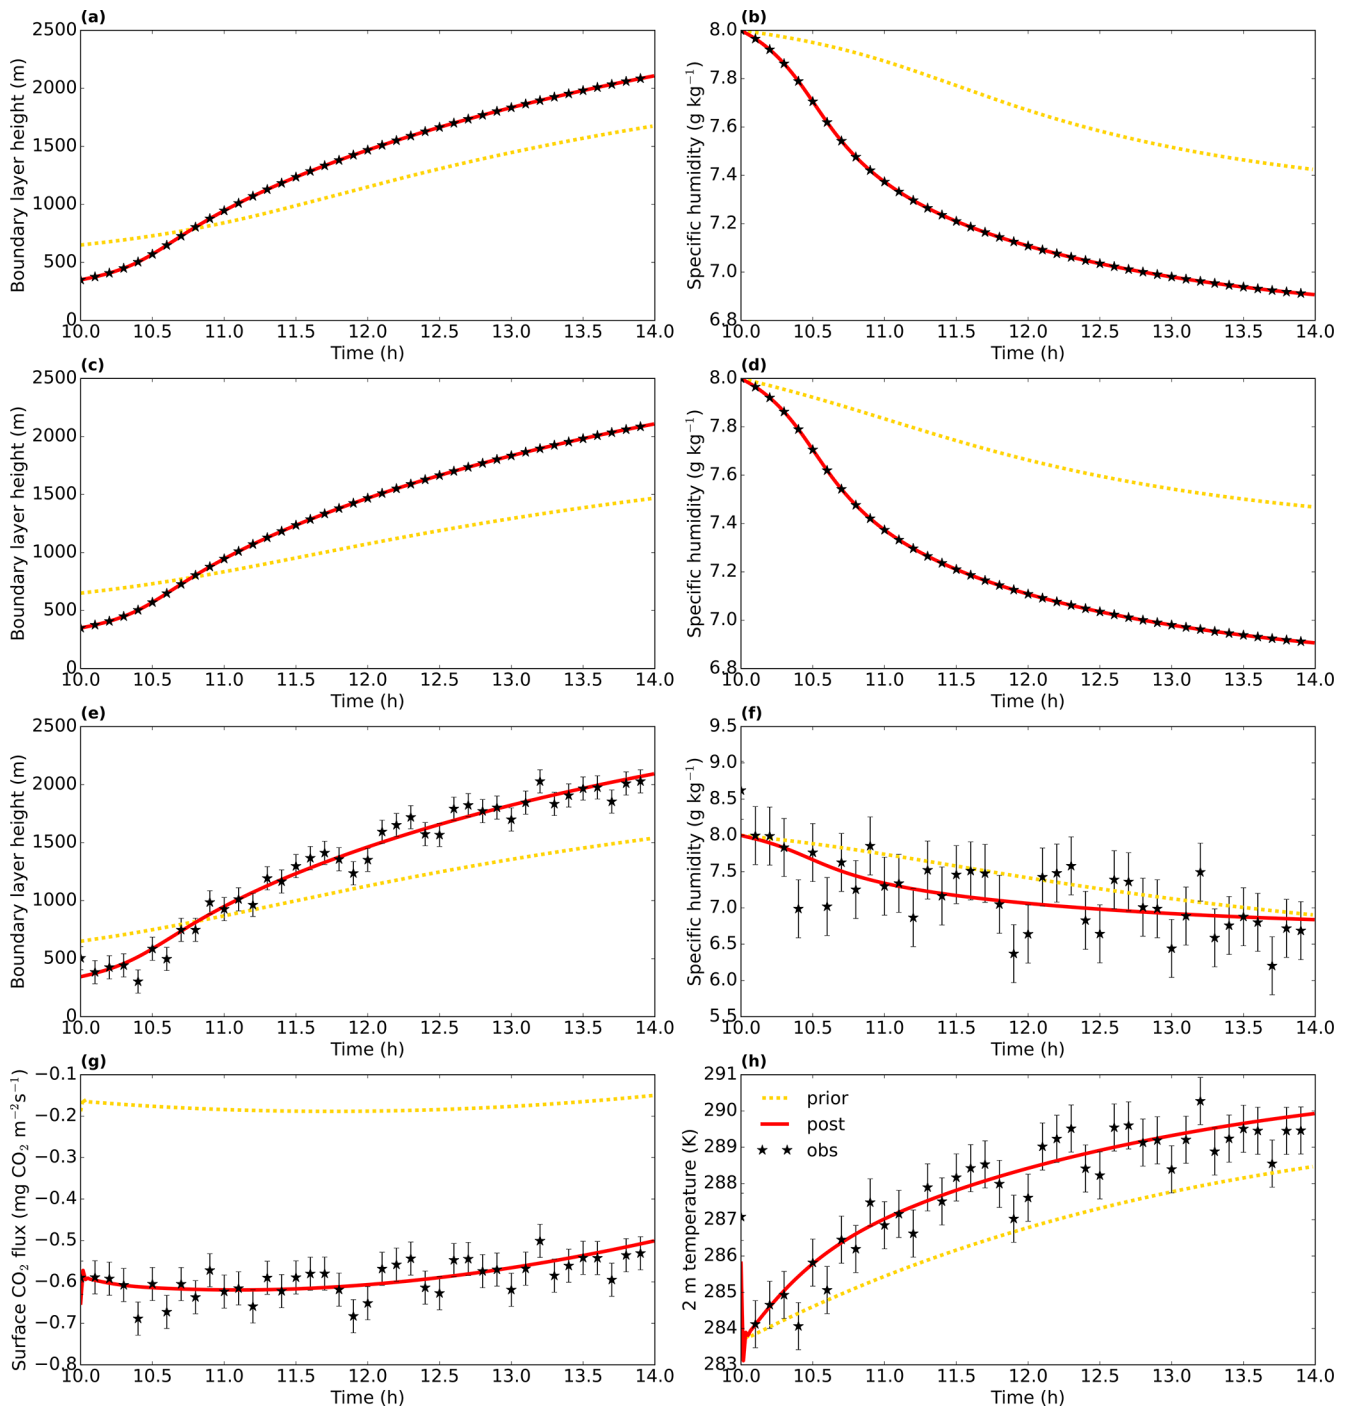 (a)
2500
2000
1500
1000
500
0
Boundary layer height (m)
10.0 10.5 11.0 11.5 12.0 12.5 13.0 13.5 14.0
Time (h)
(b)
8.0
7.8
7.6
7.4
7.2
7.0
6.8
Specific humidity (g kg⁻¹)
10.0 10.5 11.0 11.5 12.0 12.5 13.0 13.5 14.0
Time (h)
(c)
2500
2000
1500
1000
500
0
Boundary layer height (m)
10.0 10.5 11.0 11.5 12.0 12.5 13.0 13.5 14.0
Time (h)
(d)
8.0
7.8
7.6
7.4
7.2
7.0
6.8
Specific humidity (g kg⁻¹)
10.0 10.5 11.0 11.5 12.0 12.5 13.0 13.5 14.0
Time (h)
(e)
2500
2000
1500
1000
500
0
Boundary layer height (m)
10.0 10.5 11.0 11.5 12.0 12.5 13.0 13.5 14.0
Time (h)
(f)
9.5
9.0
8.5
8.0
7.5
7.0
6.5
6.0
5.5
Specific humidity (g kg⁻¹)
10.0 10.5 11.0 11.5 12.0 12.5 13.0 13.5 14.0
Time (h)
(g)
−0.1
−0.2
−0.3
−0.4
−0.5
−0.6
−0.7
−0.8
Surface CO₂ flux (mg CO₂ m⁻²s⁻¹)
10.0 10.5 11.0 11.5 12.0 12.5 13.0 13.5 14.0
Time (h)
(h)
291
290
289
288
287
286
285
284
283
2 m temperature (K)
prior
post
obs
10.0 10.5 11.0 11.5 12.0 12.5 13.0 13.5 14.0
Time (h)